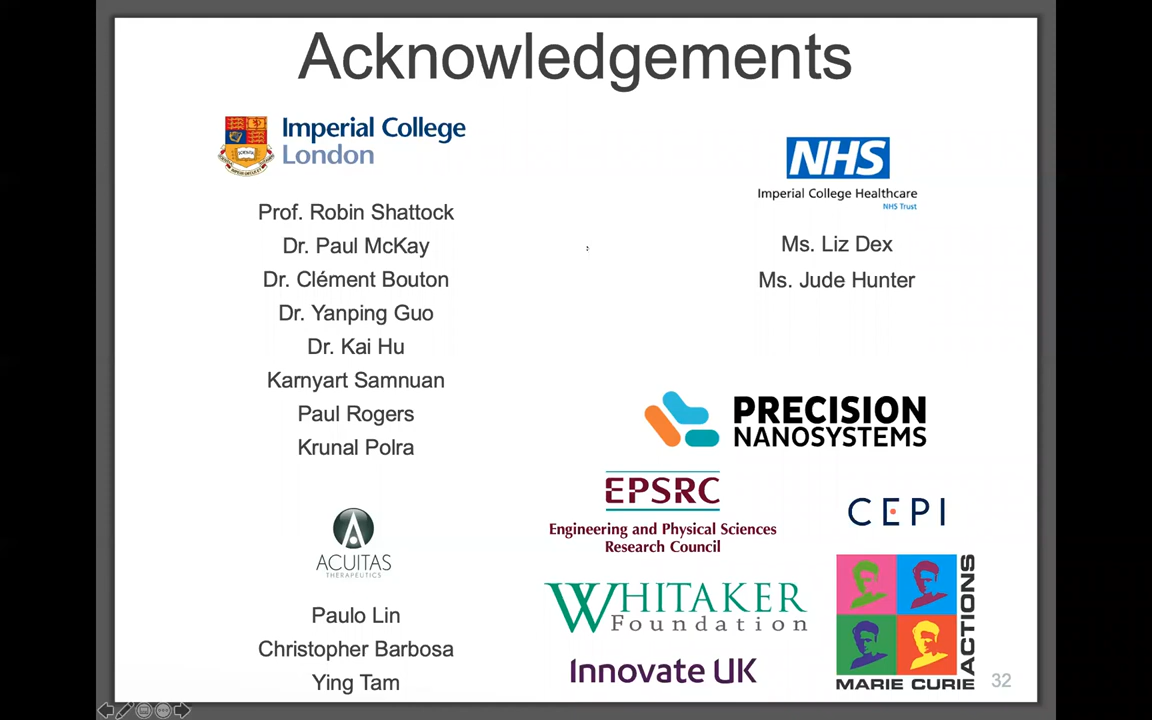 Acknowledgements
Imperial College
London
Prof. Robin Shattock
Dr. Paul McKay
Dr. Clément Bouton
Dr. Yanping Guo
Dr. Kai Hu
Karnyart Samnuan
Paul Rogers
Krunal Polra
ACUITAS
THERAPEUTICS
Paulo Lin
Christopher Barbosa
Ying Tam
NHS
Imperial College Healthcare
NHS Trust
Ms. Liz Dex
Ms. Jude Hunter
PRECISION
NANOSYSTEMS
EPSRC
Engineering and Physical Sciences
Research Council
CEPI
WHITAKER
Foundation
Innovate UK
MARIE CURIE
ACTIONS
32